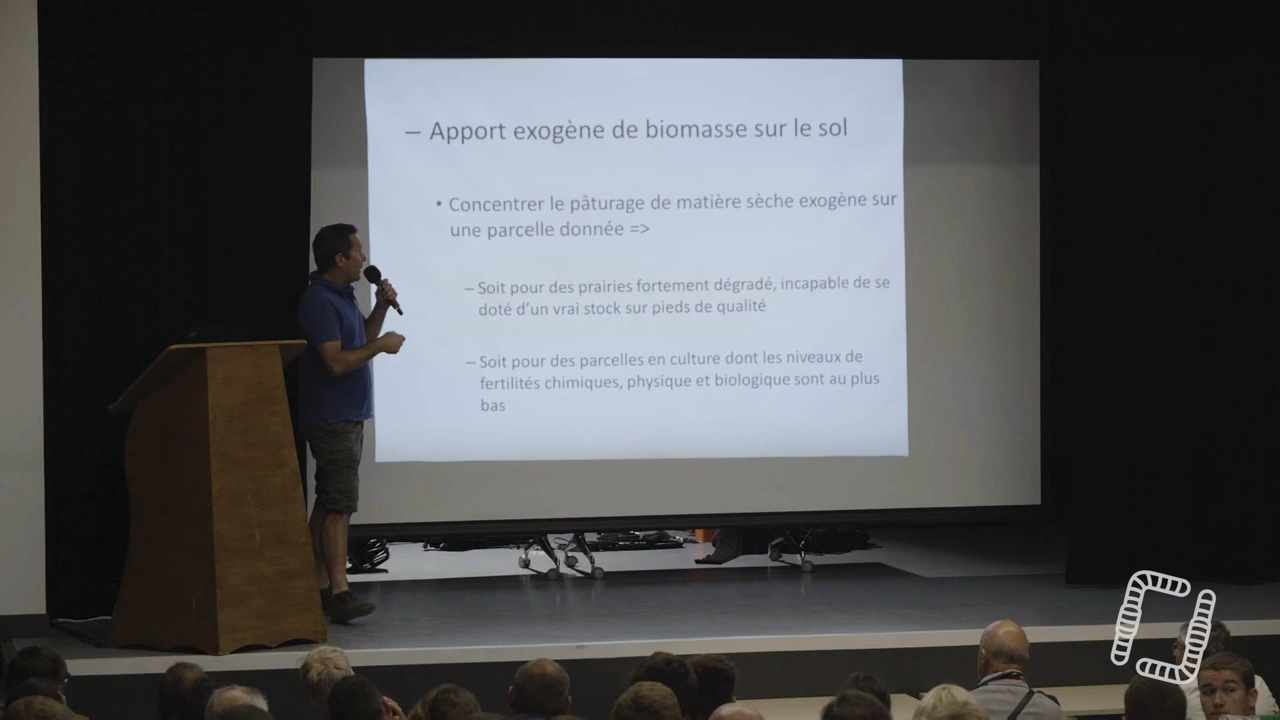 – Apport exogène de biomasse sur le sol
• Concentrer le pâturage de matière sèche exogène sur
une parcelle donnée =>
– Soit pour des prairies fortement dégradé, incapable de se
doté d'un vrai stock sur pieds de qualité
– Soit pour des parcelles en culture dont les niveaux de
fertilités chimiques, physique et biologique sont au plus
bas